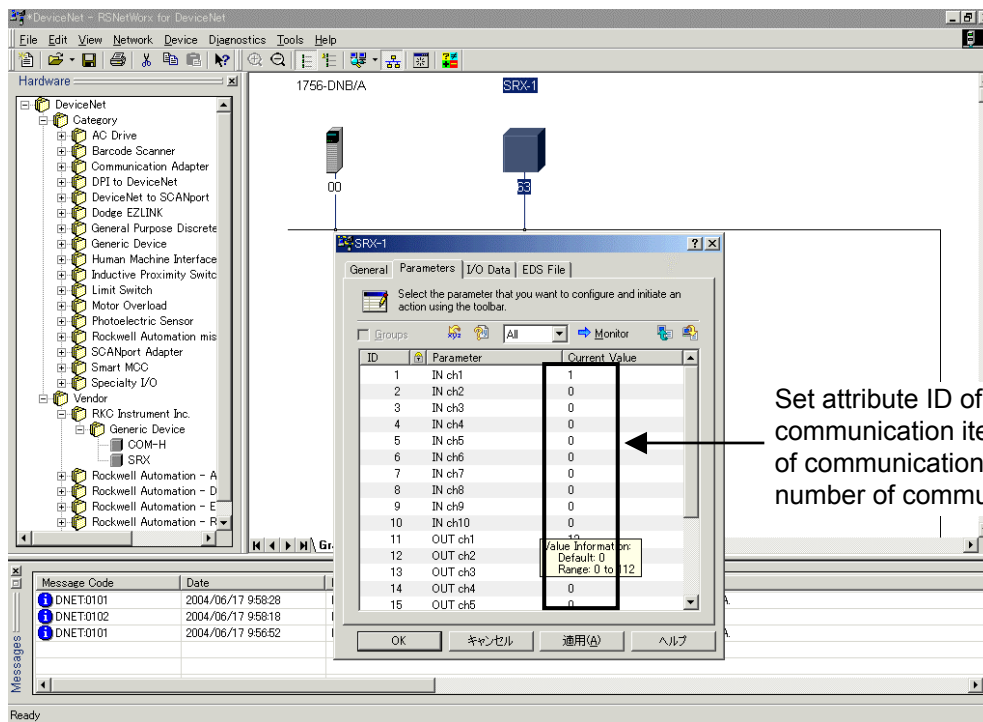 *DeviceNet - RSNetWorx for DeviceNet
File Edit View Network Device Diagnostics Tools Help
Hardware
DeviceNet
Category
AC Drive
Barcode Scanner
Communication Adapter
DPI to DeviceNet
DeviceNet to SCANport
Dodge EZLINK
General Purpose Discrete
Generic Device
Human Machine Interface
Inductive Proximity Switc
Limit Switch
Motor Overload
Photoelectric Sensor
Rockwell Automation mis
SCANport Adapter
Smart MCC
Specialty I/O
Vendor
RKC Instrument Inc.
Generic Device
COM-H
SRX
Rockwell Automation - A
Rockwell Automation - D
Rockwell Automation - E
Rockwell Automation - R
1756-DNB/A
SRX-1
00
63
Gr
SRX-1
General Parameters I/O Data EDS File
Select the parameter that you want to configure and initiate an
action using the toolbar.
Groups All Monitor
ID Parameter Current Value
1 IN ch1 1
2 IN ch2 0
3 IN ch3 0
4 IN ch4 0
5 IN ch5 0
6 IN ch6 0
7 IN ch7 0
8 IN ch8 0
9 IN ch9 0
10 IN ch10 0
11 OUT ch1
12 OUT ch2
13 OUT ch3
14 OUT ch4 0
15 OUT ch5 0
Value Information:
Default: 0
Range: 0 to 112
OK キャンセル 適用(A) ヘルプ
Set attribute ID of
communication ite
of communication
number of commu
Messages
Message Code Date
DNET:0101 2004/06/17 9:58:28
DNET:0102 2004/06/17 9:58:18
DNET:0101 2004/06/17 9:56:52
Ready